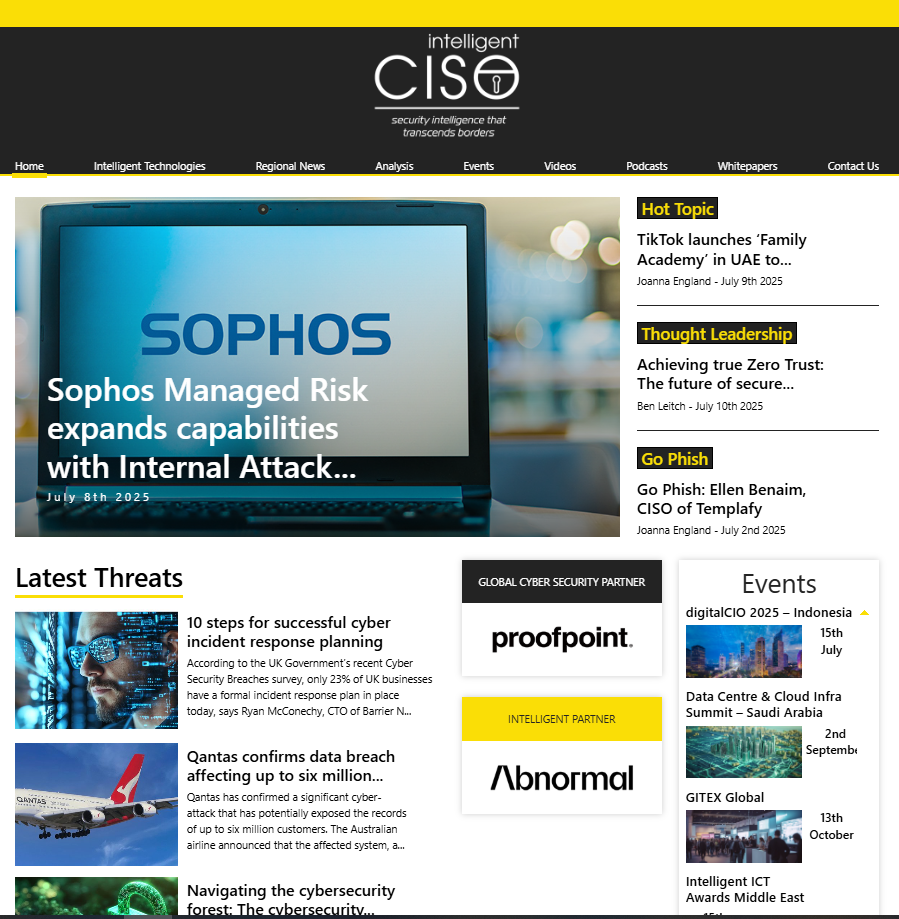 intelligent
CISO
security intelligence that
transcends borders
Home Intelligent Technologies Regional News Analysis Events Videos Podcasts Whitepapers Contact Us
SOPHOS
Sophos Managed Risk
expands capabilities
with Internal Attack...
July 8th 2025
Hot Topic
TikTok launches ‘Family
Academy’ in UAE to...
Joanna England - July 9th 2025
Thought Leadership
Achieving true Zero Trust:
The future of secure...
Ben Leitch - July 10th 2025
Go Phish
Go Phish: Ellen Benaim,
CISO of Templafy
Joanna England - July 2nd 2025
Latest Threats
10 steps for successful cyber
incident response planning
According to the UK Government’s recent Cyber
Security Breaches survey, only 23% of UK businesses
have a formal incident response plan in place
today, says Ryan McConechy, CTO of Barrier N...
QANTAS
Qantas confirms data breach
affecting up to six million...
Qantas has confirmed a significant cyber-
attack that has potentially exposed the records
of up to six million customers. The Australian
airline announced that the affected system, a...
Navigating the cybersecurity
forest: The cybersecurity...
GLOBAL CYBER SECURITY PARTNER
proofpoint.
INTELLIGENT PARTNER
Abnormal
Events
digitalCIO 2025 – Indonesia
15th
July
Data Centre & Cloud Infra
Summit – Saudi Arabia
2nd
Septembe
GITEX Global
13th
October
Intelligent ICT
Awards Middle East
15th